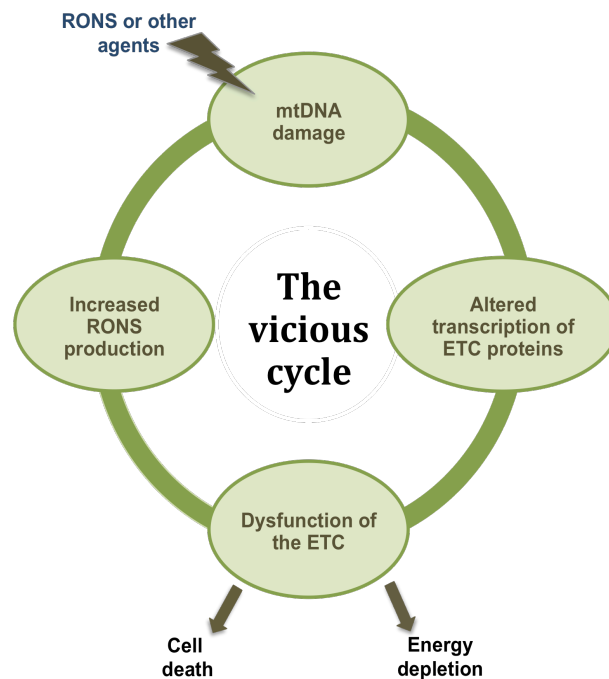 RONS or other
agents
mtDNA
damage
Increased
RONS
production
The
vicious
cycle
Altered
transcription of
ETC proteins
Dysfunction of
the ETC
Cell
death
Energy
depletion